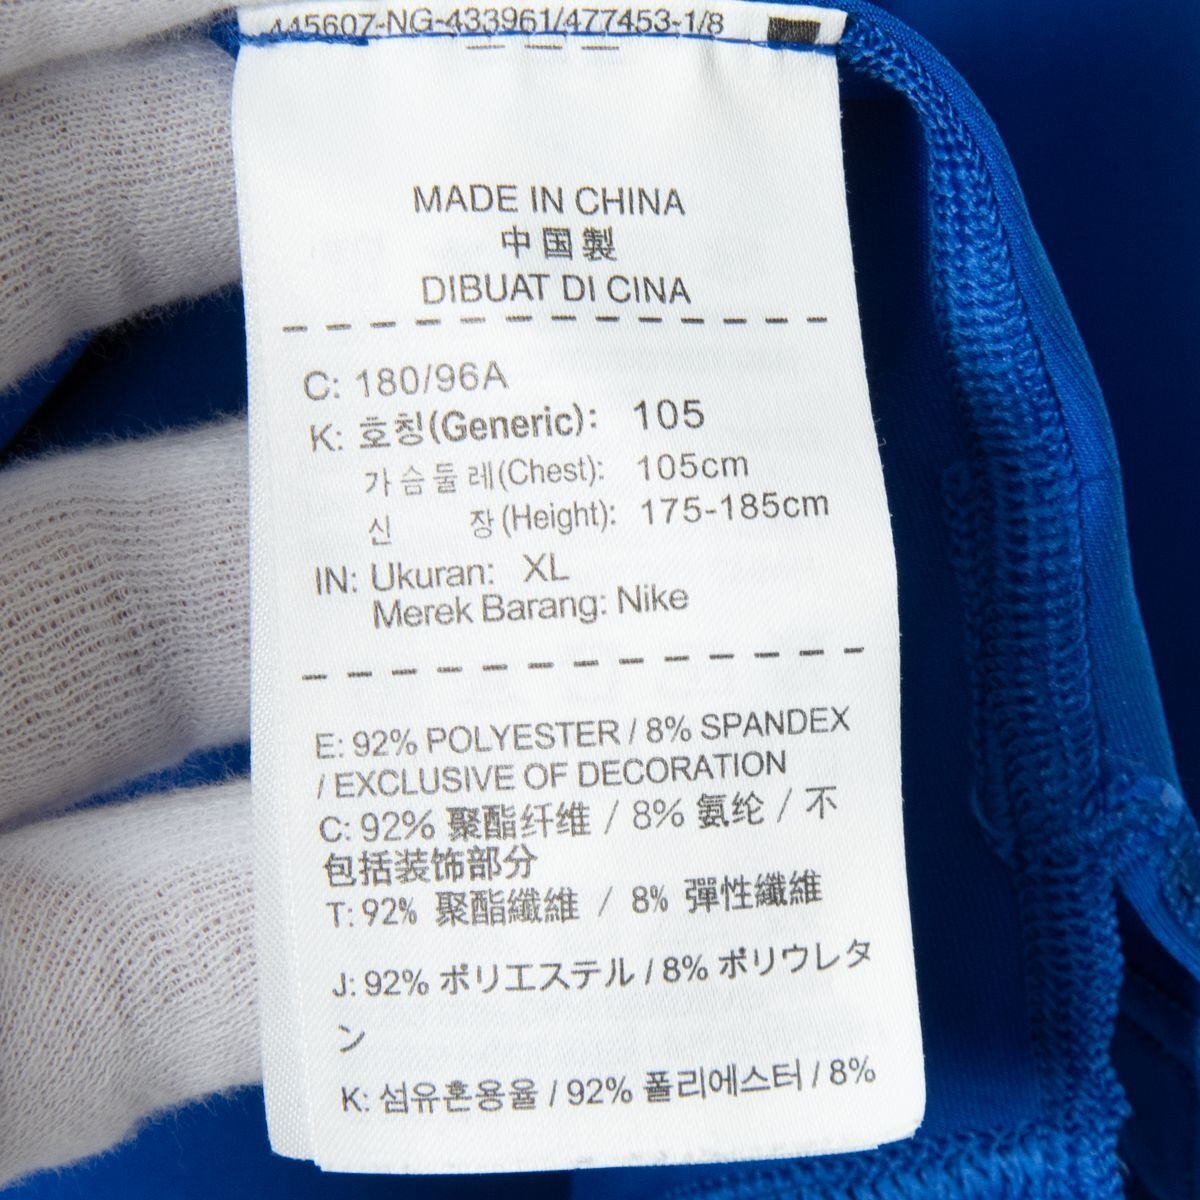 445607-NG-433961/477453-1/8
MADE IN CHINA
中国製
DIBUAT DI CINA
C: 180/96A
K: 호칭(Generic): 105
가슴둘레(Chest): 105cm
신 장(Height): 175-185cm
IN: Ukuran: XL
Merek Barang: Nike
E: 92% POLYESTER / 8% SPANDEX
/ EXCLUSIVE OF DECORATION
C: 92% 聚酯纤维 / 8% 氨纶 / 不
包括装饰部分
T: 92% 聚酯纖維 / 8% 彈性纖維
J: 92% ポリエステル / 8% ポリウレタ
ン
K: 섬유혼용율 / 92% 폴리에스터 / 8%